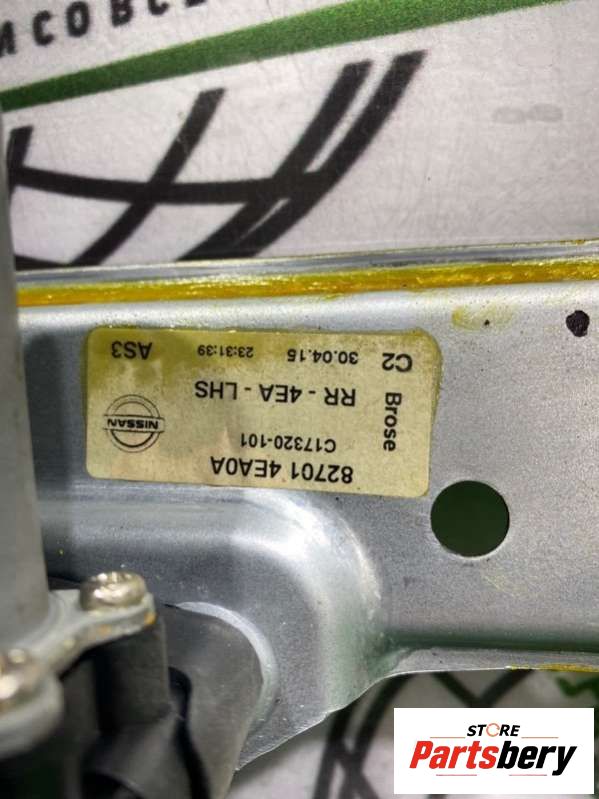 ИСОВС
82701 4EA0A
C17320-101
NISSAN
Brose
RR - 4EA - LHS
C2 30.04.15 23:31:39 AS3
STORE
Partsbery